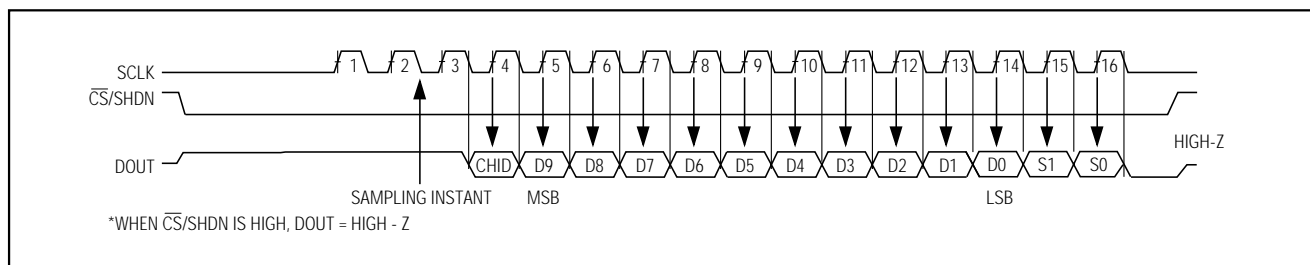 SCLK 1 2 3 4 5 6 7 8 9 10 11 12 13 14 15 16
CS/SHDN
HIGH-Z
DOUT CHID D9 D8 D7 D6 D5 D4 D3 D2 D1 D0 S1 S0
SAMPLING INSTANT MSB LSB
*WHEN CS/SHDN IS HIGH, DOUT = HIGH - Z